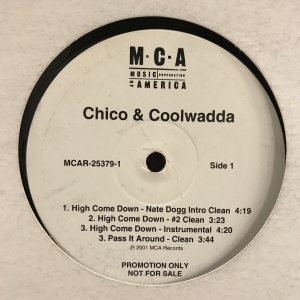 M·C·A
MUSIC CORPORATION
OF AMERICA
Chico & Coolwadda
MCAR-25379-1 Side 1
1. High Come Down - Nate Dogg Intro Clean 4:19
2. High Come Down - #2 Clean 3:23
3. High Come Down - Instrumental 4:20
3. Pass It Around - Clean 3:44
℗ 2001 MCA Records
PROMOTION ONLY
NOT FOR SALE